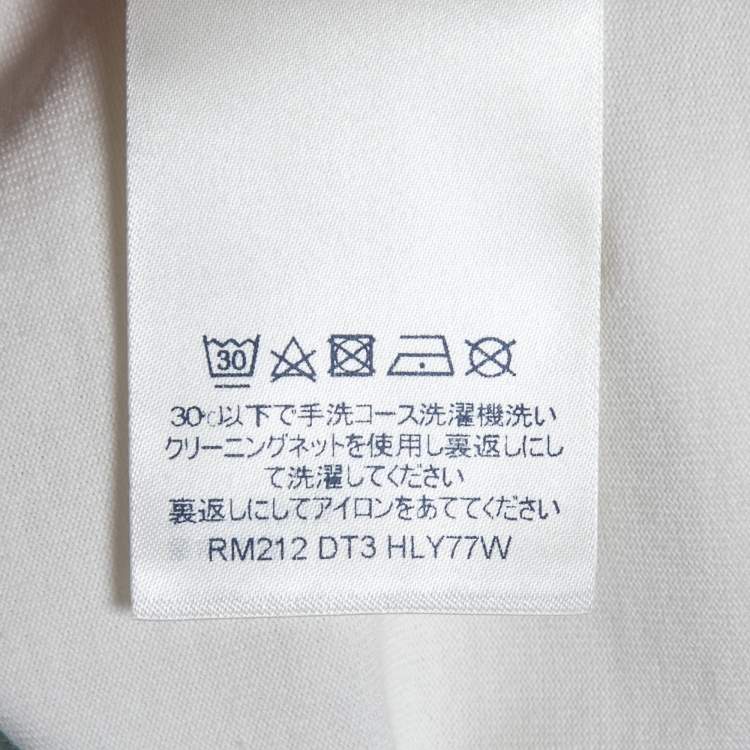 30
30℃以下で手洗コース洗濯機洗い
クリーニングネットを使用し裏返しにし
て洗濯してください
裏返しにしてアイロンをあててください
RM212 DT3 HLY77W